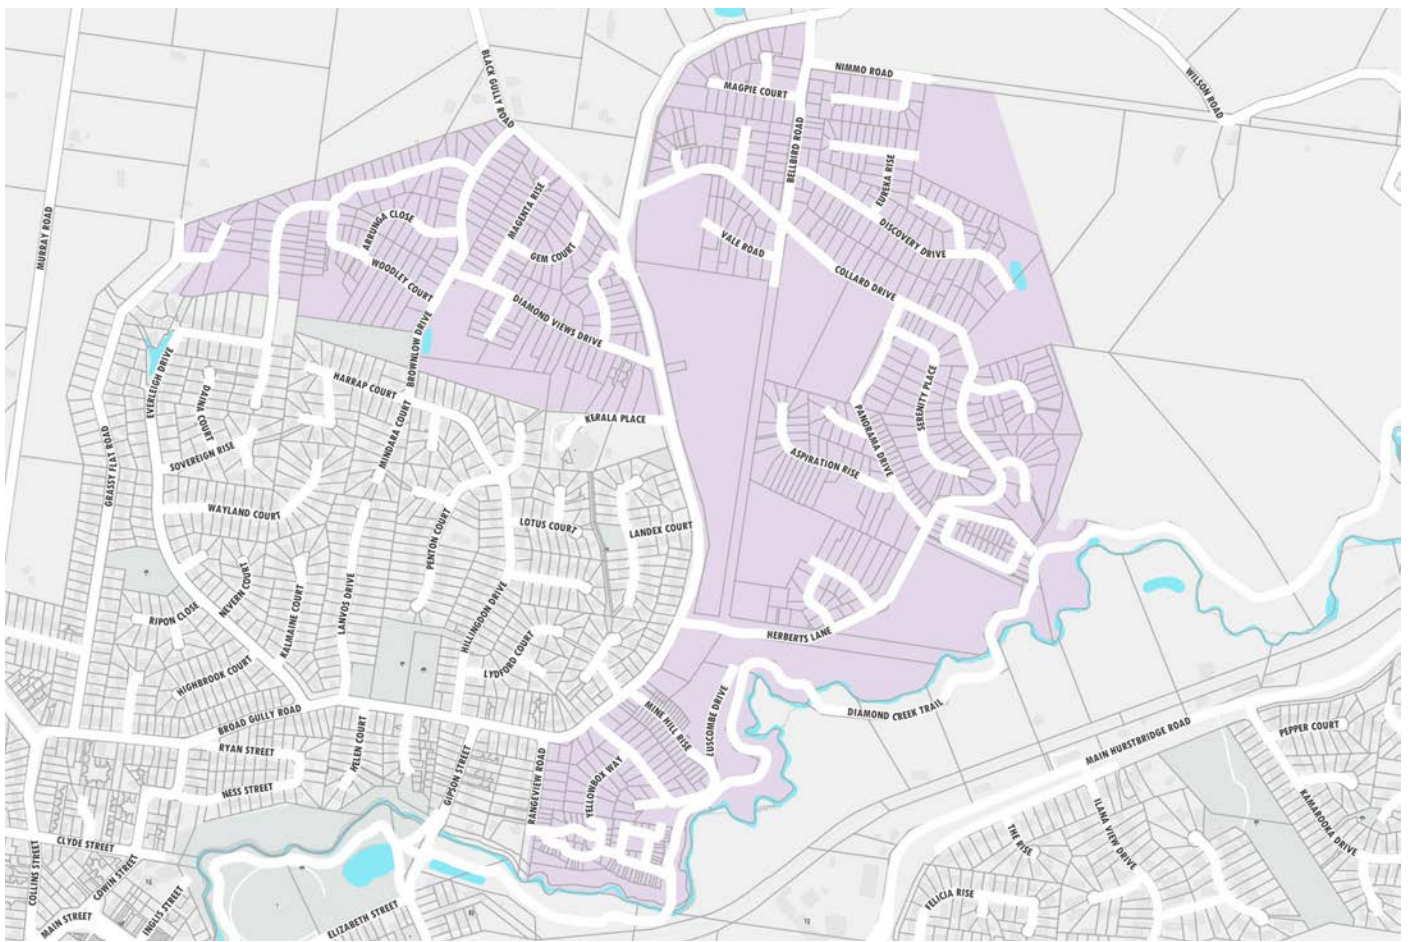 BLACK GULLY ROAD
NIMMO ROAD
WILSON ROAD
MAGPIE COURT
BELLBIRD ROAD
EUREKA RISE
MURRAY ROAD
ARRUNGA CLOSE
MAGENTA RISE
GEM COURT
VALE ROAD
DISCOVERY DRIVE
WOODLEY COURT
COLLARD DRIVE
DIAMOND VIEWS DRIVE
BROWNLOW DRIVE
EVERLEIGH DRIVE
HARRAP COURT
DAINA COURT
SERENITY PLACE
KERALA PLACE
PANORAMA DRIVE
MINDARA COURT
SOVEREIGN RISE
ASPIRATION RISE
GRASSY FLAT ROAD
WAYLAND COURT
LOTUS COURT
LANDEX COURT
PENTON COURT
NEVERN COURT
KALMAINE COURT
LANVOS DRIVE
HILLINGDON DRIVE
RIPON CLOSE
HERBERTS LANE
LYDFORD COURT
HIGHBROOK COURT
BROAD GULLY ROAD
MINE HILL RISE
LUSCOMBE DRIVE
DIAMOND CREEK TRAIL
MAIN HURSTBRIDGE ROAD
PEPPER COURT
RYAN STREET
HELEN COURT
GIPSON STREET
RANGEVIEW ROAD
YELLOWBOX WAY
NESS STREET
KAMAROOKA DRIVE
ILANA VIEW DRIVE
THE RISE
CLYDE STREET
COLLINS STREET
COWIN STREET
INGLIS STREET
MAIN STREET
ELIZABETH STREET
FELICIA RISE